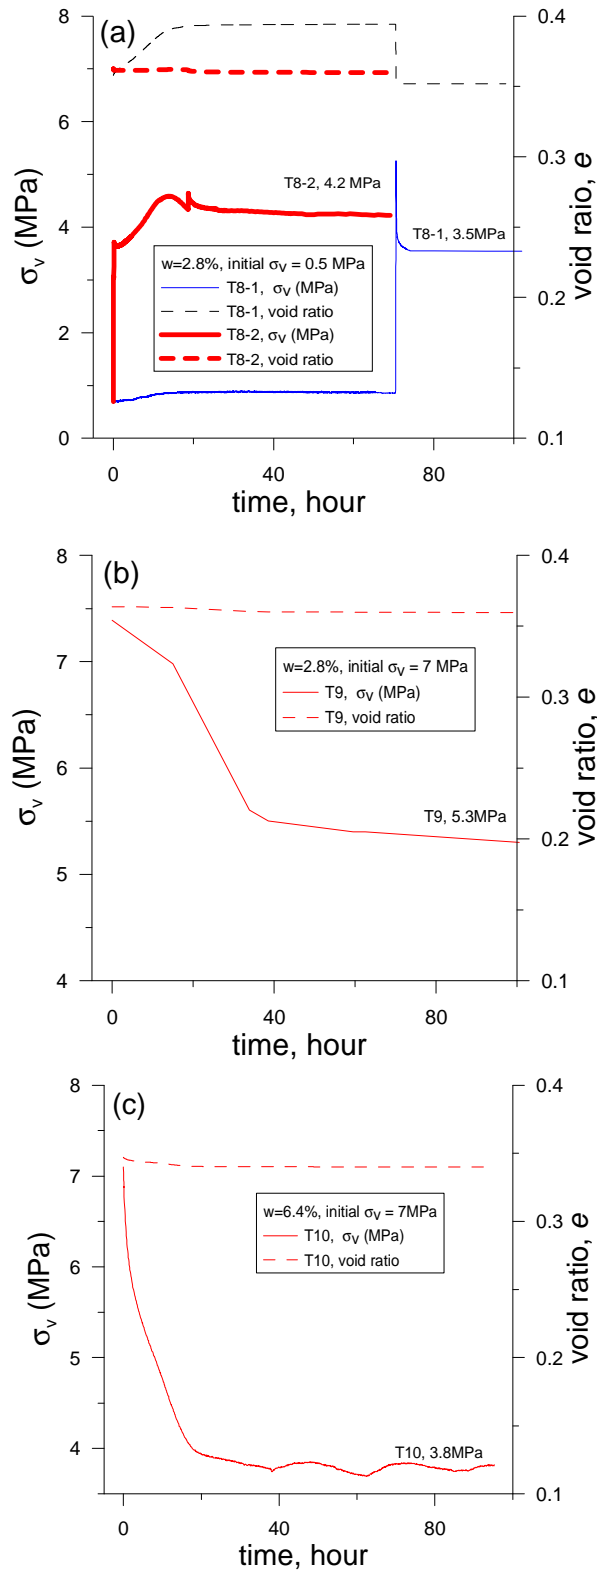 (a)
8
6
4
2
0
σv (MPa)
0.4
0.3
0.2
0.1
void raio, e
T8-2, 4.2 MPa
T8-1, 3.5MPa
w=2.8%, initial σv = 0.5 MPa
T8-1, σv (MPa)
T8-1, void ratio
T8-2, σv (MPa)
T8-2, void ratio
0 40 80
time, hour
(b)
8
7
6
5
4
σv (MPa)
0.4
0.3
0.2
0.1
void ratio, e
w=2.8%, initial σv = 7 MPa
T9, σv (MPa)
T9, void ratio
T9, 5.3MPa
0 40 80
time, hour
(c)
8
7
6
5
4
σv (MPa)
0.4
0.3
0.2
0.1
void ratio, e
w=6.4%, initial σv = 7MPa
T10, σv (MPa)
T10, void ratio
T10, 3.8MPa
0 40 80
time, hour